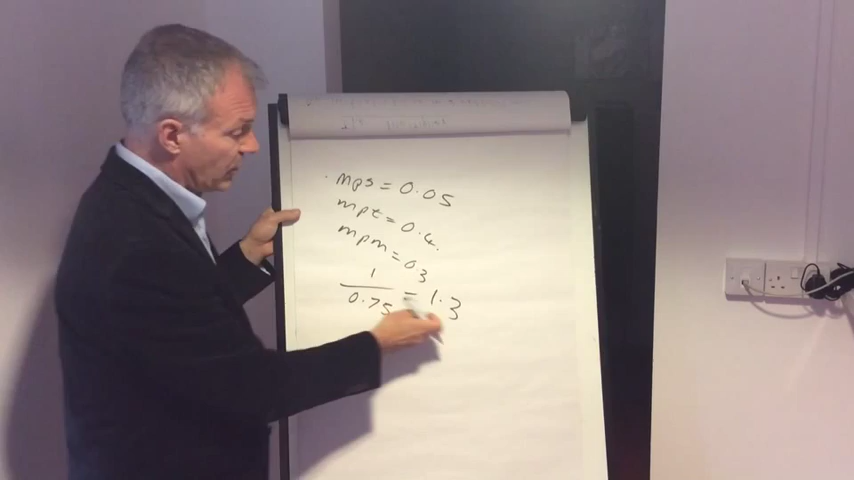 mps = 0.05
mpt = 0.4.
mpm = 0.3
1
0.75 = 1.3